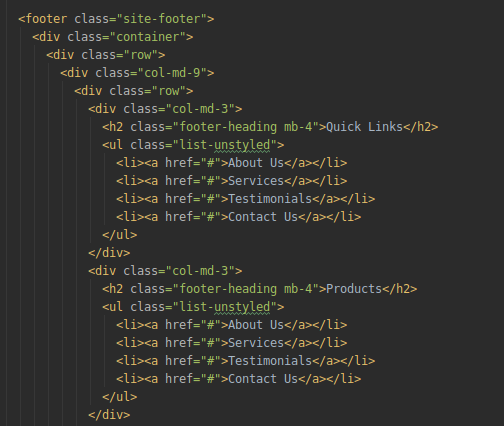 <footer class="site-footer">
<div class="container">
<div class="row">
<div class="col-md-9">
<div class="row">
<div class="col-md-3">
<h2 class="footer-heading mb-4">Quick Links</h2>
<ul class="list-unstyled">
<li><a href="#">About Us</a></li>
<li><a href="#">Services</a></li>
<li><a href="#">Testimonials</a></li>
<li><a href="#">Contact Us</a></li>
</ul>
</div>
<div class="col-md-3">
<h2 class="footer-heading mb-4">Products</h2>
<ul class="list-unstyled">
<li><a href="#">About Us</a></li>
<li><a href="#">Services</a></li>
<li><a href="#">Testimonials</a></li>
<li><a href="#">Contact Us</a></li>
</ul>
</div>